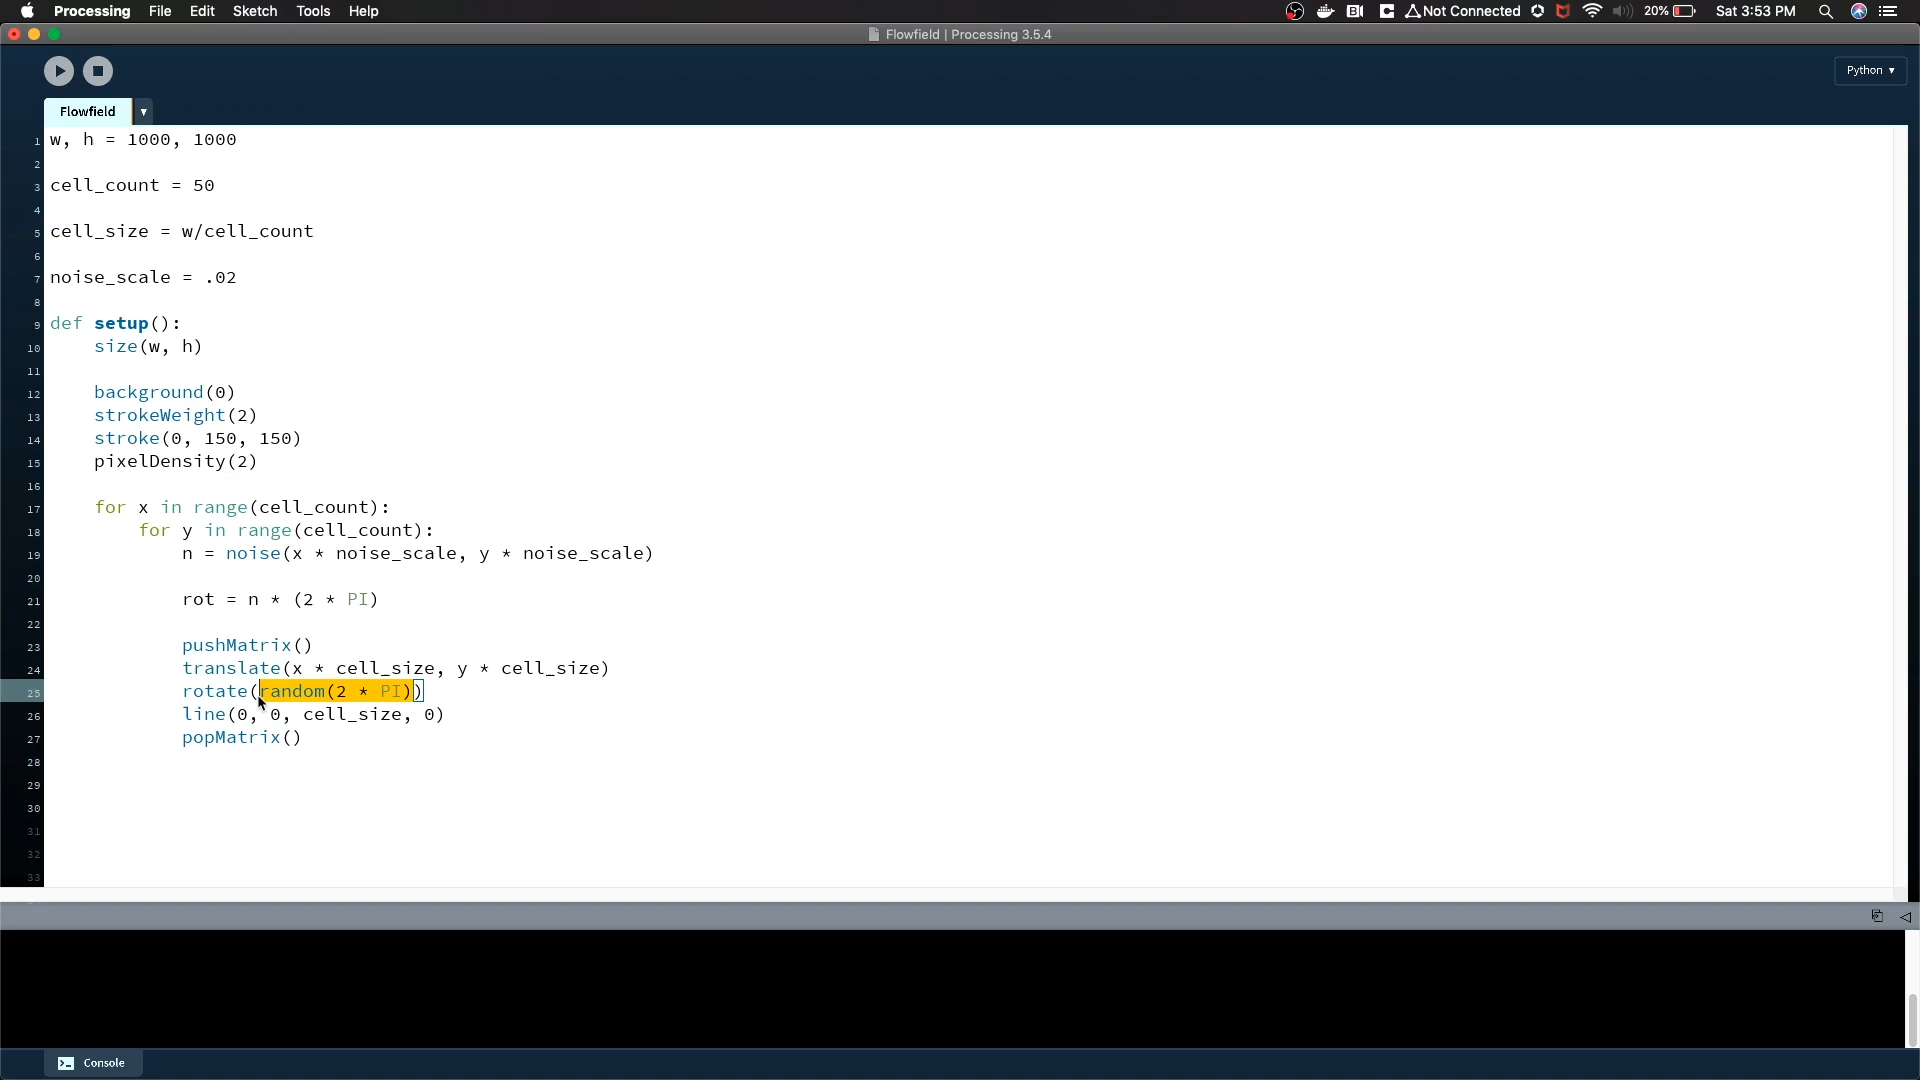 Processing File Edit Sketch Tools Help Not Connected 20% Sat 3:53 PM
Flowfield | Processing 3.5.4
Python ▾
Flowfield ▾
1 w, h = 1000, 1000
2
3 cell_count = 50
4
5 cell_size = w/cell_count
6
7 noise_scale = .02
8
9 def setup():
10 size(w, h)
11
12 background(0)
13 strokeWeight(2)
14 stroke(0, 150, 150)
15 pixelDensity(2)
16
17 for x in range(cell_count):
18 for y in range(cell_count):
19 n = noise(x * noise_scale, y * noise_scale)
20
21 rot = n * (2 * PI)
22
23 pushMatrix()
24 translate(x * cell_size, y * cell_size)
25 rotate(random(2 * PI))
26 line(0, 0, cell_size, 0)
27 popMatrix()
28
29
30
31
32
33
Console